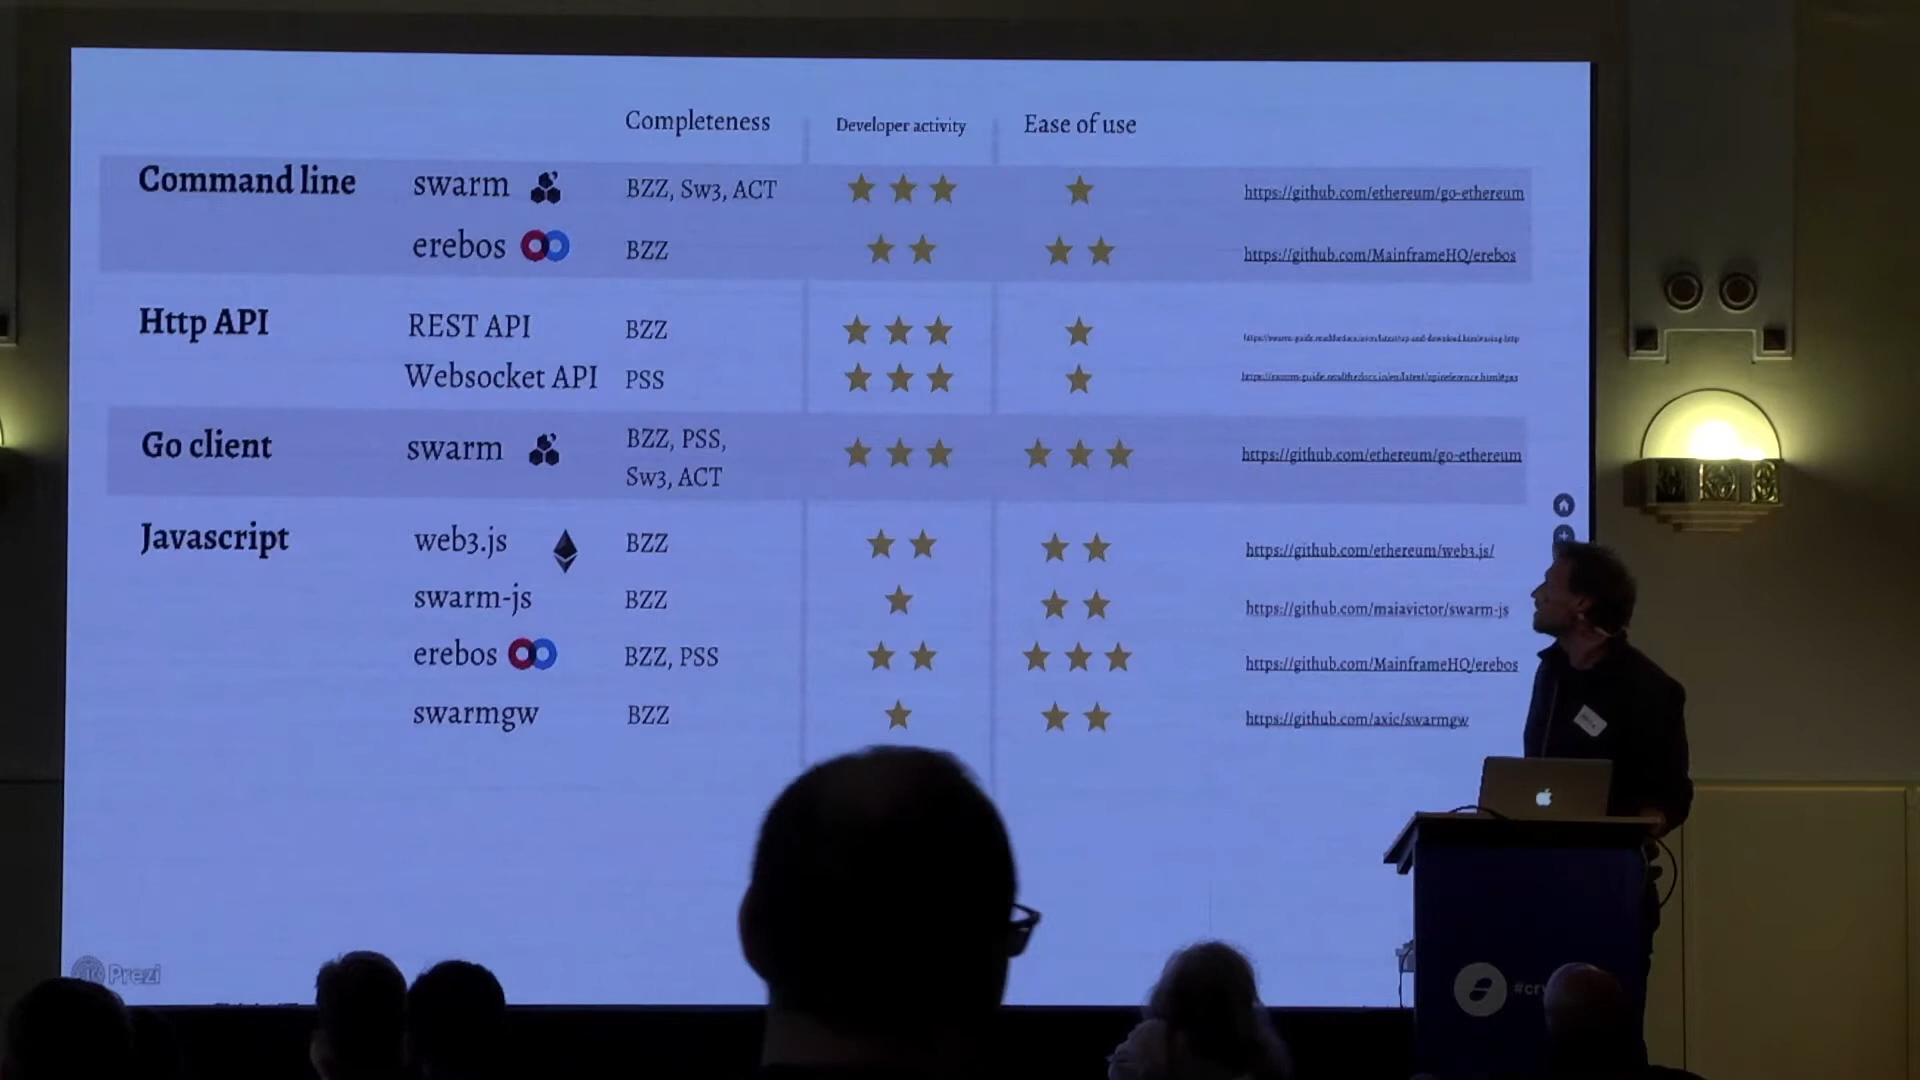 Completeness Developer activity Ease of use
Command line swarm BZZ, Sw3, ACT https://github.com/ethereum/go-ethereum
erebos BZZ https://github.com/MainframeHQ/erebos
Http API REST API BZZ
Websocket API PSS
Go client swarm BZZ, PSS, https://github.com/ethereum/go-ethereum
Sw3, ACT
Javascript web3.js BZZ https://github.com/ethereum/web3.js/
swarm-js BZZ https://github.com/maiavictor/swarm-js
erebos BZZ, PSS https://github.com/MainframeHQ/erebos
swarmgw BZZ https://github.com/axic/swarmgw
Prezi